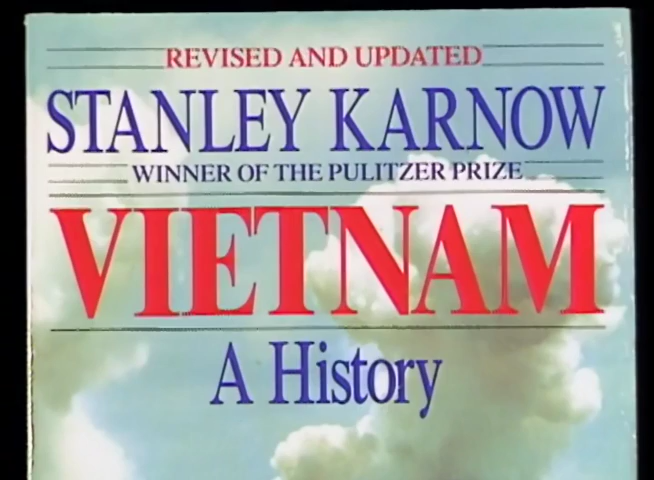 REVISED AND UPDATED
STANLEY KARNOW
WINNER OF THE PULITZER PRIZE
VIETNAM
A History